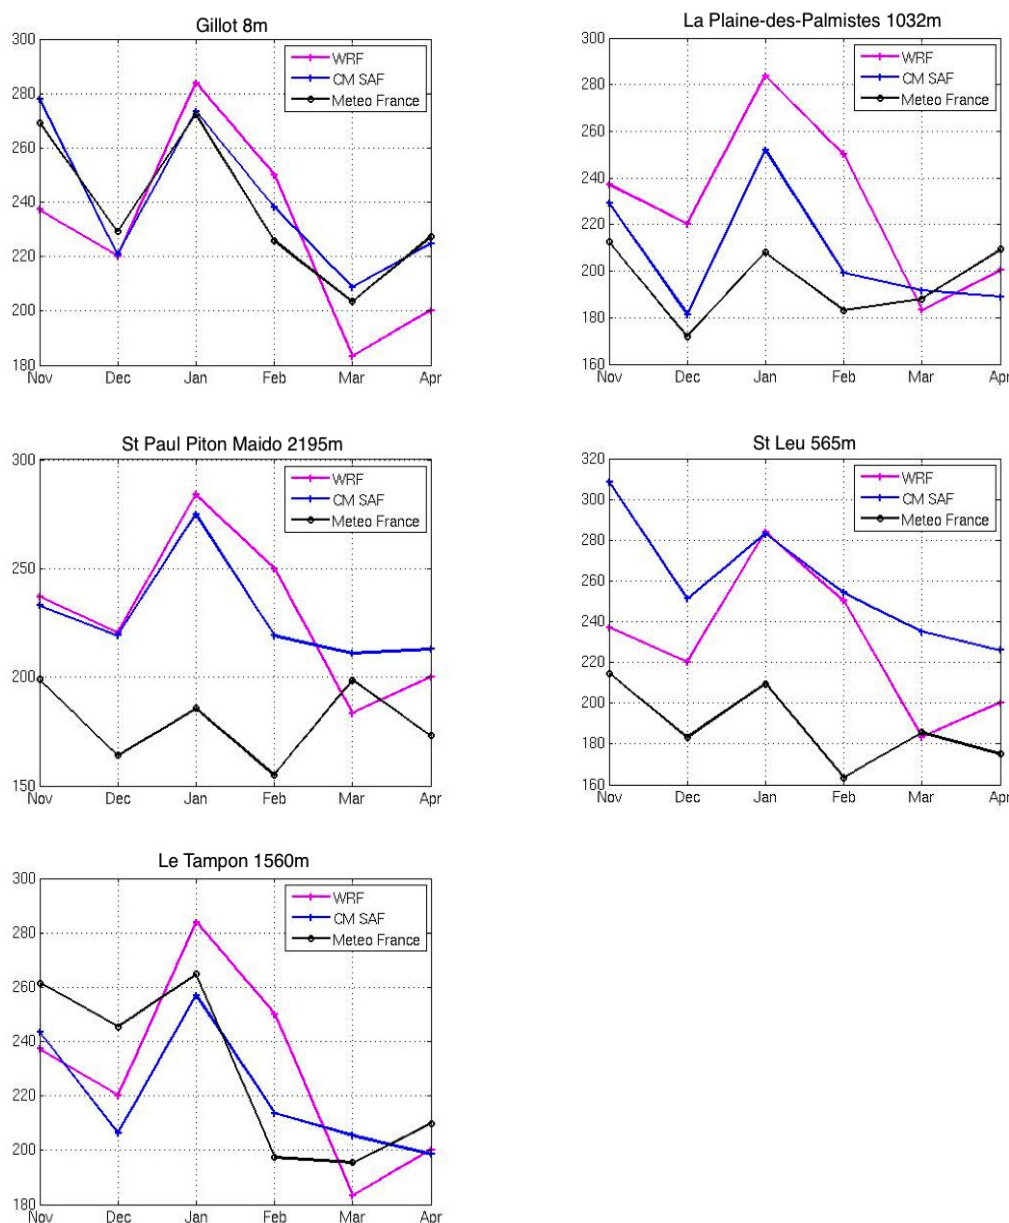 Gillot 8m
300
280
260
240
220
200
180
Nov Dec Jan Feb Mar Apr
WRF
CM SAF
Meteo France
La Plaine-des-Palmistes 1032m
300
280
260
240
220
200
180
160
Nov Dec Jan Feb Mar Apr
WRF
CM SAF
Meteo France
St Paul Piton Maido 2195m
300
250
200
150
Nov Dec Jan Feb Mar Apr
WRF
CM SAF
Meteo France
St Leu 565m
320
300
280
260
240
220
200
180
160
Nov Dec Jan Feb Mar Apr
WRF
CM SAF
Meteo France
Le Tampon 1560m
300
280
260
240
220
200
180
Nov Dec Jan Feb Mar Apr
WRF
CM SAF
Meteo France